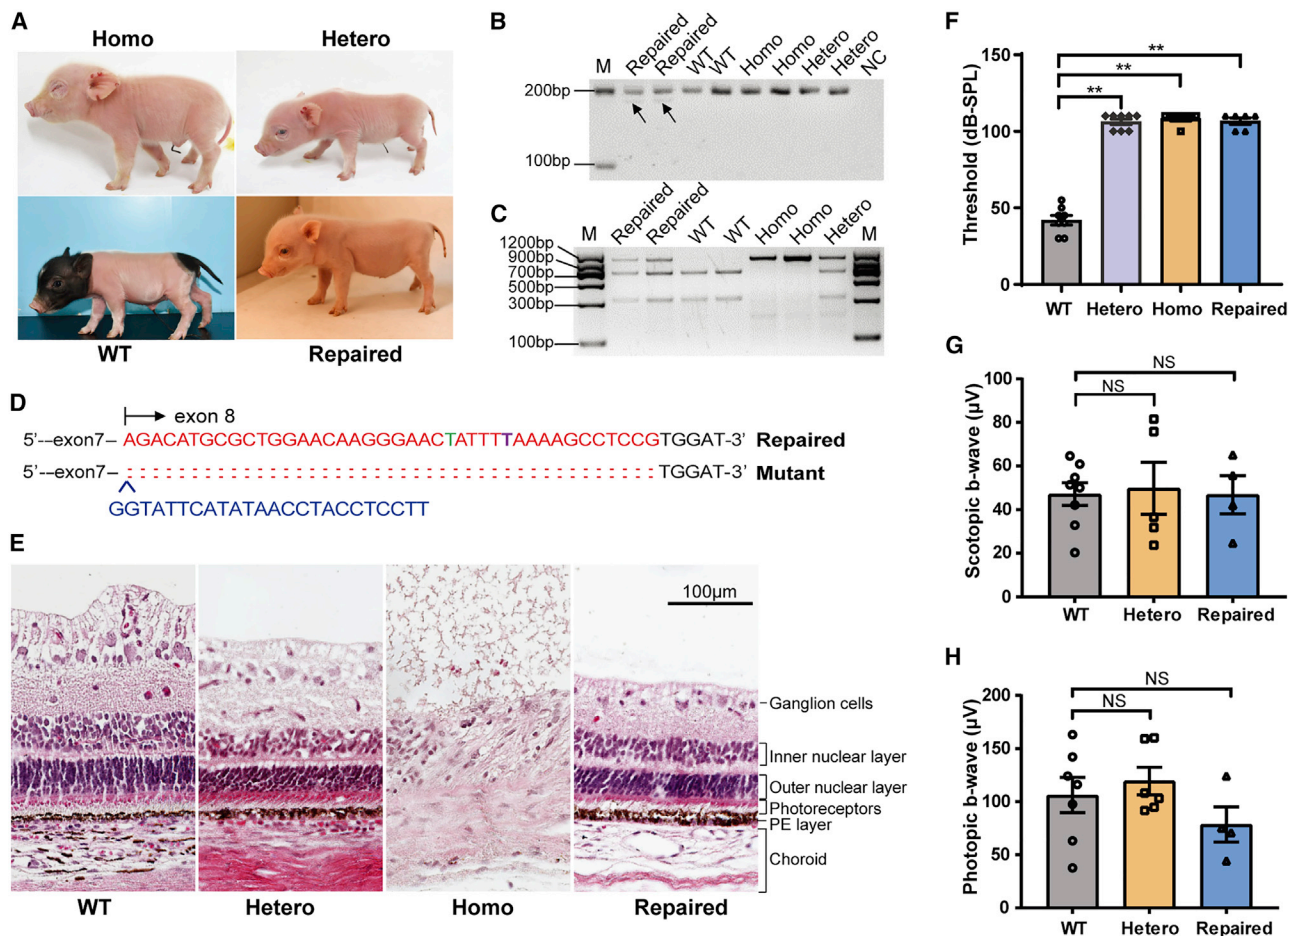 A
Homo
Hetero
WT
Repaired
B
M
Repaired
Repaired
WT
WT
Homo
Homo
Hetero
Hetero
NC
200bp
100bp
C
M
Repaired
Repaired
WT
WT
Homo
Homo
Hetero
M
1200bp
900bp
700bp
500bp
300bp
100bp
D
exon 8
5'--exon7– AGACATGCGCTGGAACAAGGGAACTATTTTTAAAAGCCTCCGTGGAT-3' Repaired
5'--exon7– TGGAT-3' Mutant
GGTATTCATATAACCTACCTCCTT
E
100μm
Ganglion cells
Inner nuclear layer
Outer nuclear layer
Photoreceptors
PE layer
Choroid
WT
Hetero
Homo
Repaired
F
Threshold (dB-SPL)
150
100
50
0
**
**
**
WT
Hetero
Homo
Repaired
G
Scotopic b-wave (μV)
100
80
60
40
20
0
NS
NS
WT
Hetero
Repaired
H
Photopic b-wave (μV)
200
150
100
50
0
NS
NS
WT
Hetero
Repaired